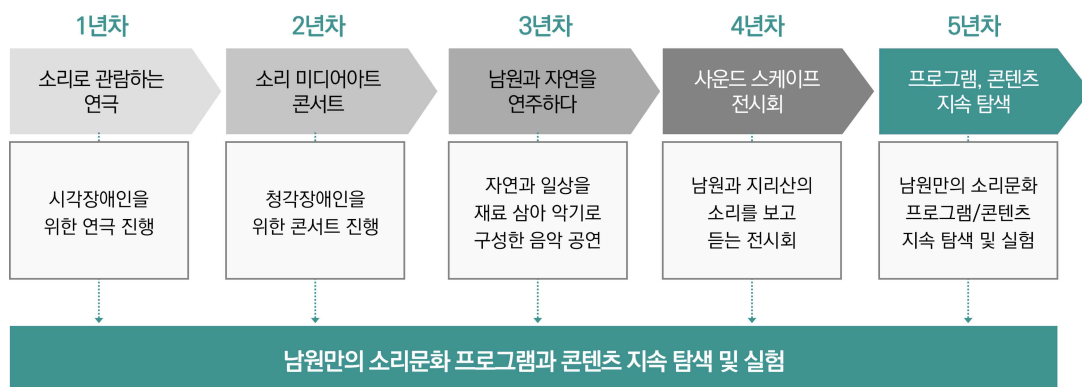 1년차
소리로 관람하는
연극
시각장애인을
위한 연극 진행
2년차
소리 미디어아트
콘서트
청각장애인을
위한 콘서트 진행
3년차
남원과 자연을
연주하다
자연과 일상을
재료 삼아 악기로
구성한 음악 공연
4년차
사운드 스케이프
전시회
남원과 지리산의
소리를 보고
듣는 전시회
5년차
프로그램, 콘텐츠
지속 탐색
남원만의 소리문화
프로그램/콘텐츠
지속 탐색 및 실험
남원만의 소리문화 프로그램과 콘텐츠 지속 탐색 및 실험